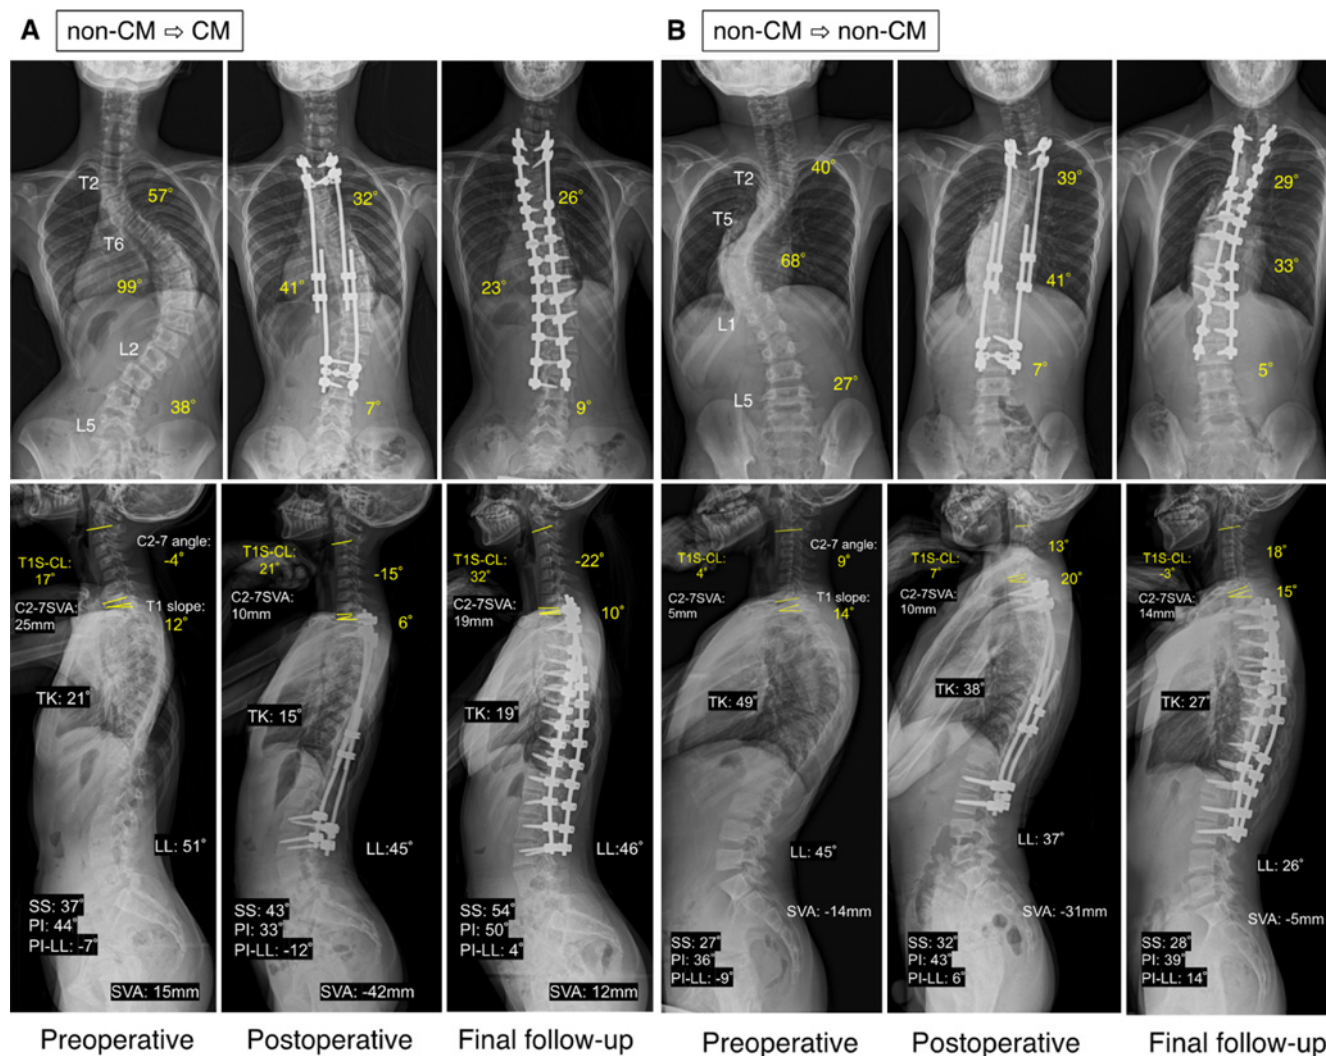 A non-CM ⇨ CM
B non-CM ⇨ non-CM
T2
57°
T6
99°
L2
38°
L5
32°
41°
7°
26°
23°
9°
T2
40°
T5
68°
L1
27°
L5
39°
41°
7°
29°
33°
5°
C2-7 angle:
-4°
T1S-CL:
17°
C2-7SVA:
25mm
T1 slope:
12°
TK: 21°
LL: 51°
SS: 37°
PI: 44°
PI-LL: -7°
SVA: 15mm
T1S-CL:
21°
-15°
C2-7SVA:
10mm
6°
TK: 15°
LL:45°
SS: 43°
PI: 33°
PI-LL: -12°
SVA: -42mm
T1S-CL:
32°
-22°
C2-7SVA:
19mm
10°
TK: 19°
LL:46°
SS: 54°
PI: 50°
PI-LL: 4°
SVA: 12mm
C2-7 angle:
9°
T1S-CL:
4°
C2-7SVA:
5mm
T1 slope:
14°
TK: 49°
LL: 45°
SVA: -14mm
SS: 27°
PI: 36°
PI-LL: -9°
T1S-CL:
7°
13°
20°
C2-7SVA:
10mm
TK: 38°
LL: 37°
SVA: -31mm
SS: 32°
PI: 43°
PI-LL: 6°
T1S-CL:
-3°
18°
15°
C2-7SVA:
14mm
TK: 27°
LL: 26°
SVA: -5mm
SS: 28°
PI: 39°
PI-LL: 14°
Preoperative
Postoperative
Final follow-up
Preoperative
Postoperative
Final follow-up